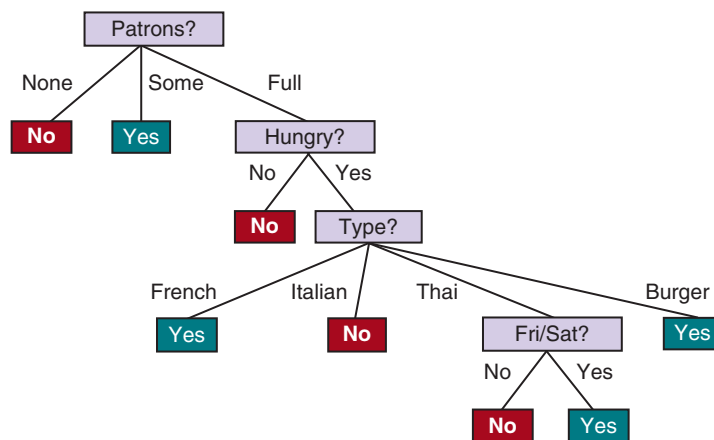 Patrons?
None Some Full
No Yes Hungry?
No Yes
No Type?
French Italian Thai Burger
Yes No Fri/Sat? Yes
No Yes
No Yes